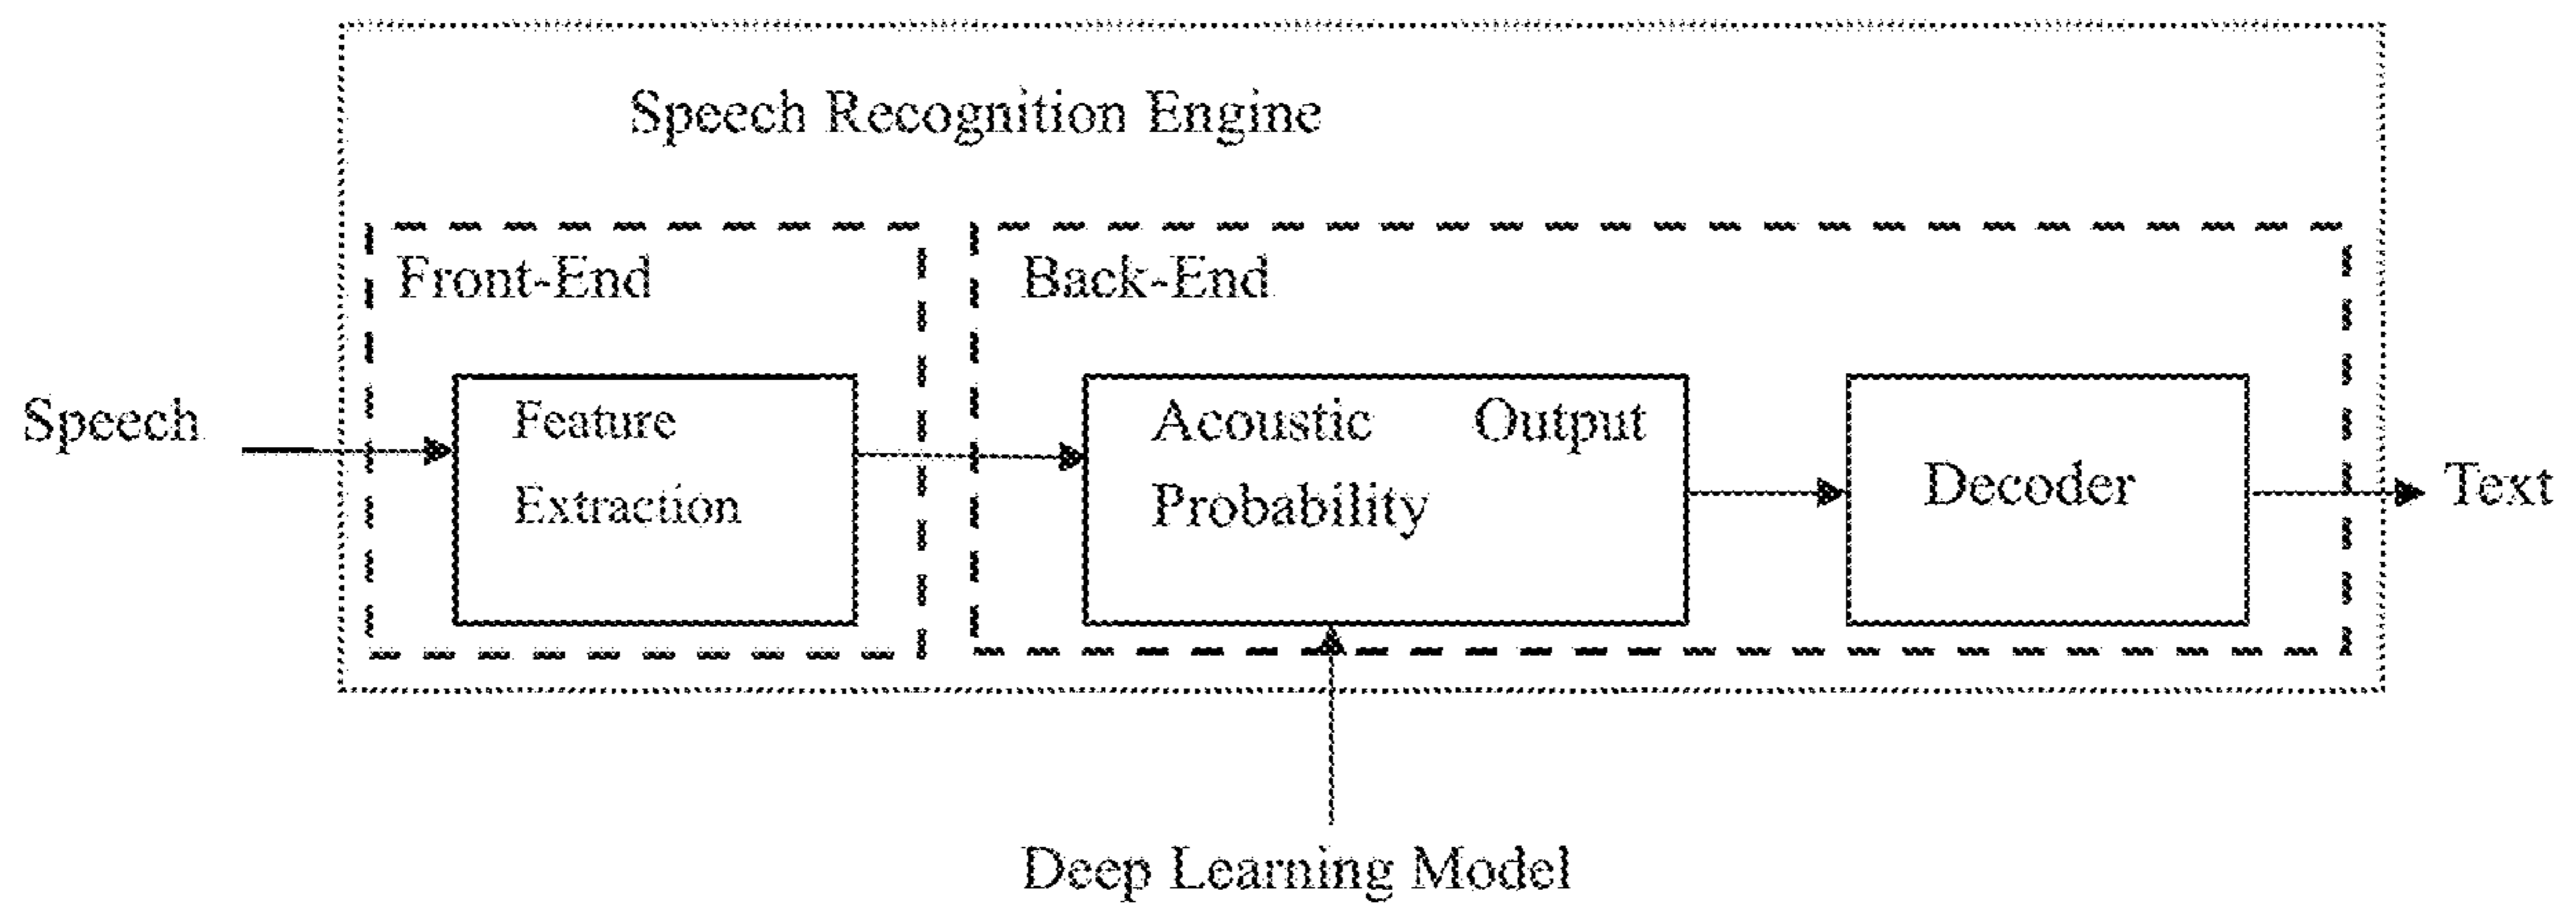 Speech Recognition Engine
Front-End
Back-End
Speech
Feature
Extraction
Acoustic Output
Probability
Decoder
Text
Deep Learning Model